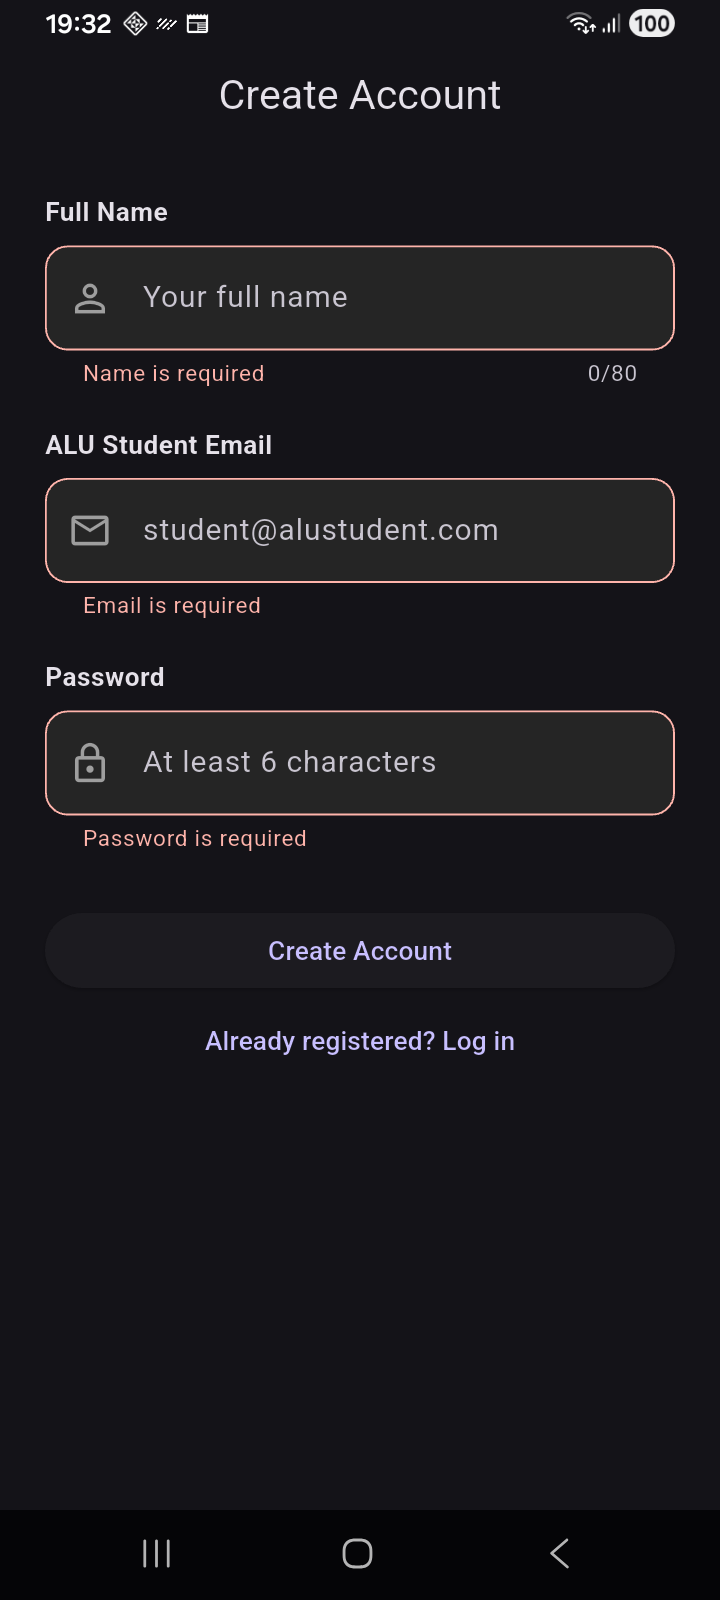 19:32
100
Create Account
Full Name
Your full name
Name is required 0/80
ALU Student Email
student@alustudent.com
Email is required
Password
At least 6 characters
Password is required
Create Account
Already registered? Log in